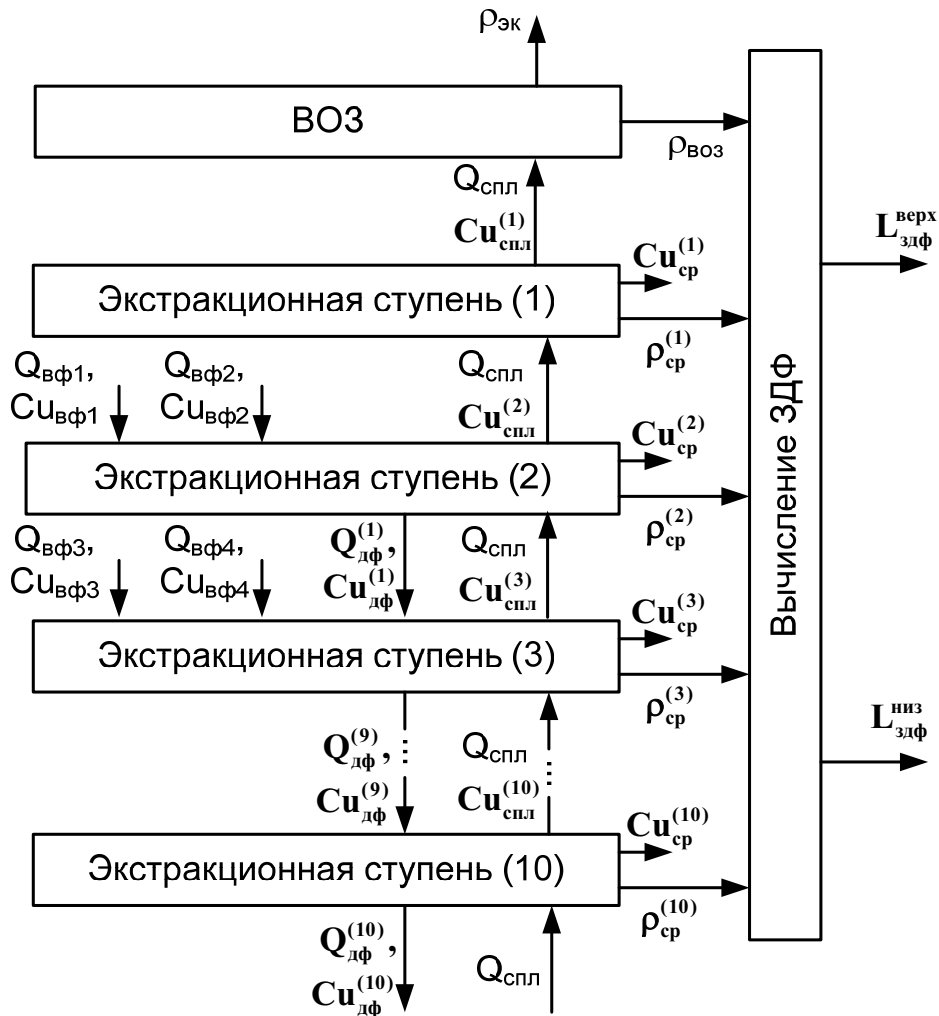 ρэк
ВОЗ
ρвоз
Qспл
Cu(1)спл
Cu(1)ср
Lверхздф
Экстракционная ступень (1)
ρ(1)ср
Qвф1,
Cuвф1
Qвф2,
Cuвф2
Qспл
Cu(2)спл
Cu(2)ср
Экстракционная ступень (2)
ρ(2)ср
Qвф3,
Cuвф3
Qвф4,
Cuвф4
Q(1)дф,
Cu(1)дф
Qспл
Cu(3)спл
Cu(3)ср
Экстракционная ступень (3)
ρ(3)ср
Вычисление ЗДФ
Lнизздф
Q(9)дф,
Cu(9)дф
Qспл
Cu(10)спл
Cu(10)ср
Экстракционная ступень (10)
ρ(10)ср
Q(10)дф,
Cu(10)дф
Qспл